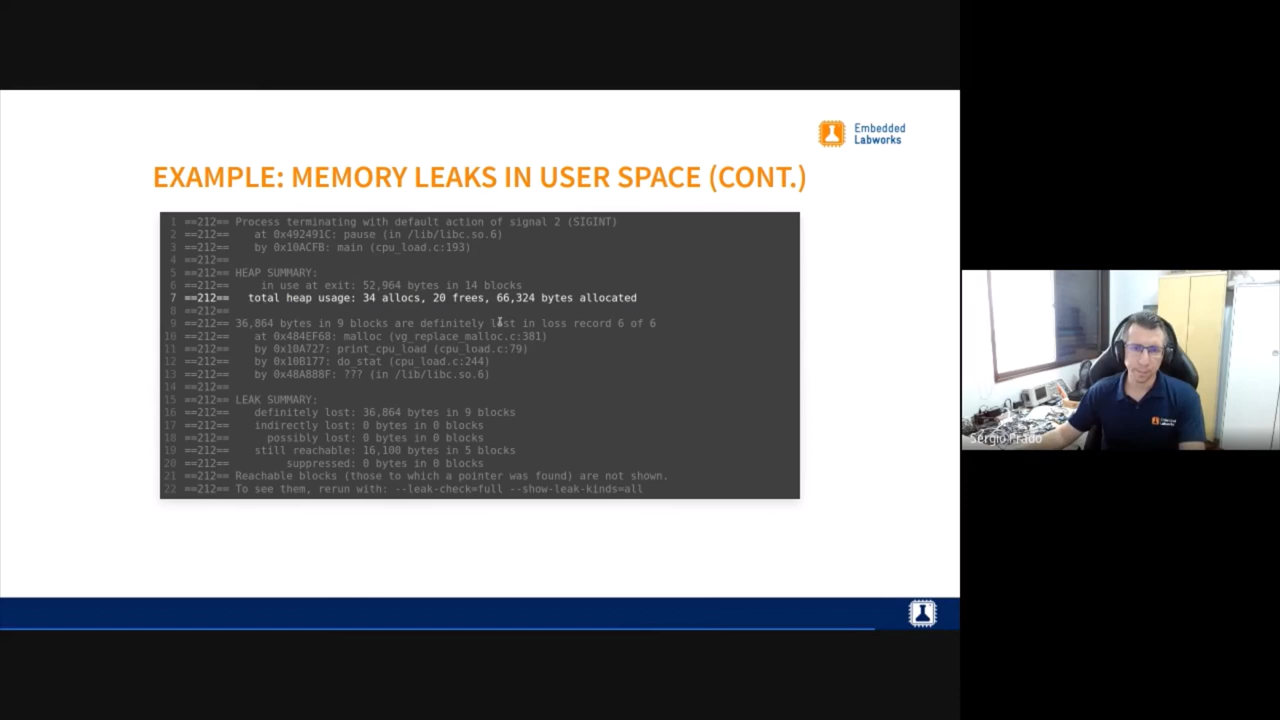 Embedded
Labworks
EXAMPLE: MEMORY LEAKS IN USER SPACE (CONT.)
1 ==212== Process terminating with default action of signal 2 (SIGINT)
2 ==212==    at 0x492491C: pause (in /lib/libc.so.6)
3 ==212==    by 0x10ACFB: main (cpu_load.c:193)
4 ==212==
5 ==212== HEAP SUMMARY:
6 ==212==     in use at exit: 52,964 bytes in 14 blocks
7 ==212==   total heap usage: 34 allocs, 20 frees, 66,324 bytes allocated
8 ==212==
9 ==212== 36,864 bytes in 9 blocks are definitely lost in loss record 6 of 6
10 ==212==    at 0x484EF68: malloc (vg_replace_malloc.c:381)
11 ==212==    by 0x10A727: print_cpu_load (cpu_load.c:79)
12 ==212==    by 0x10B177: do_stat (cpu_load.c:244)
13 ==212==    by 0x48A888F: ??? (in /lib/libc.so.6)
14 ==212==
15 ==212== LEAK SUMMARY:
16 ==212==    definitely lost: 36,864 bytes in 9 blocks
17 ==212==    indirectly lost: 0 bytes in 0 blocks
18 ==212==      possibly lost: 0 bytes in 0 blocks
19 ==212==    still reachable: 16,100 bytes in 5 blocks
20 ==212==         suppressed: 0 bytes in 0 blocks
21 ==212== Reachable blocks (those to which a pointer was found) are not shown.
22 ==212== To see them, rerun with: --leak-check=full --show-leak-kinds=all
Sergio Prado
Embedded
Labworks